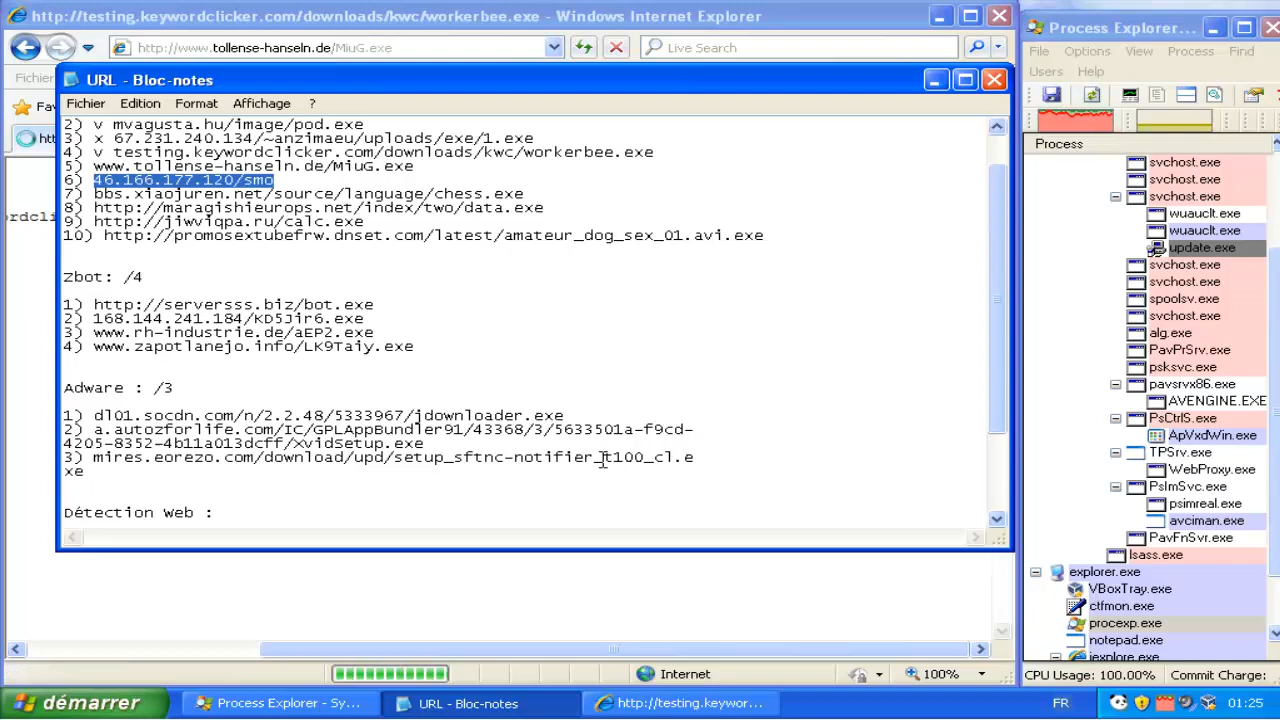 http://testing.keywordclicker.com/downloads/kwc/workerbee.exe - Windows Internet Explorer
http://www.tollense-hanseln.de/MiuG.exe
Live Search
Fichier
Fav
htt
URL - Bloc-notes
Fichier Edition Format Affichage ?
2) v mvagusta.hu/image/pod.exe
3) x 67.231.240.134/~animaeu/uploads/exe/1.exe
4) v testing.keywordclicker.com/downloads/kwc/workerbee.exe
5) www.tollense-hanseln.de/MiuG.exe
6) 46.166.177.120/smo
7) bbs.xiaojuren.net/source/language/chess.exe
8) http://maragishieurops.net/index/two/data.exe
9) http://jiwviqpa.ru/calc.exe
10) http://promosextubefrw.dnset.com/latest/amateur_dog_sex_01.avi.exe
Zbot: /4
1) http://serversss.biz/bot.exe
2) 168.144.241.184/KD5Jir6.exe
3) www.rh-industrie.de/aEP2.exe
4) www.zapotlanejo.info/LK9Taiy.exe
Adware : /3
1) dl01.socdn.com/n/2.2.48/5333967/jdownloader.exe
2) a.autozforlife.com/IC/GPLAppBundler91/43368/3/5633501a-f9cd-
4205-8352-4b11a013dcff/XvidSetup.exe
3) mires.eorezo.com/download/upd/setup_sftnc-notifier_t100_cl.e
xe
Détection Web :
ordcli
Internet
100%
Process Explorer...
File Options View Process Find
Users Help
Process
svchost.exe
svchost.exe
svchost.exe
wuauclt.exe
wuauclt.exe
update.exe
svchost.exe
svchost.exe
spoolsv.exe
svchost.exe
alg.exe
PavPrSrv.exe
psksvc.exe
pavsrvx86.exe
AVENGINE.EXE
PsCtrlS.exe
ApVxdWin.exe
TPSrv.exe
WebProxy.exe
PsImSvc.exe
psimreal.exe
avciman.exe
PavFnSvr.exe
lsass.exe
explorer.exe
VBoxTray.exe
ctfmon.exe
procexp.exe
notepad.exe
iexplore.exe
CPU Usage: 100.00% Commit Charge:
démarrer
Process Explorer - Sy...
URL - Bloc-notes
http://testing.keywor...
FR
01:25